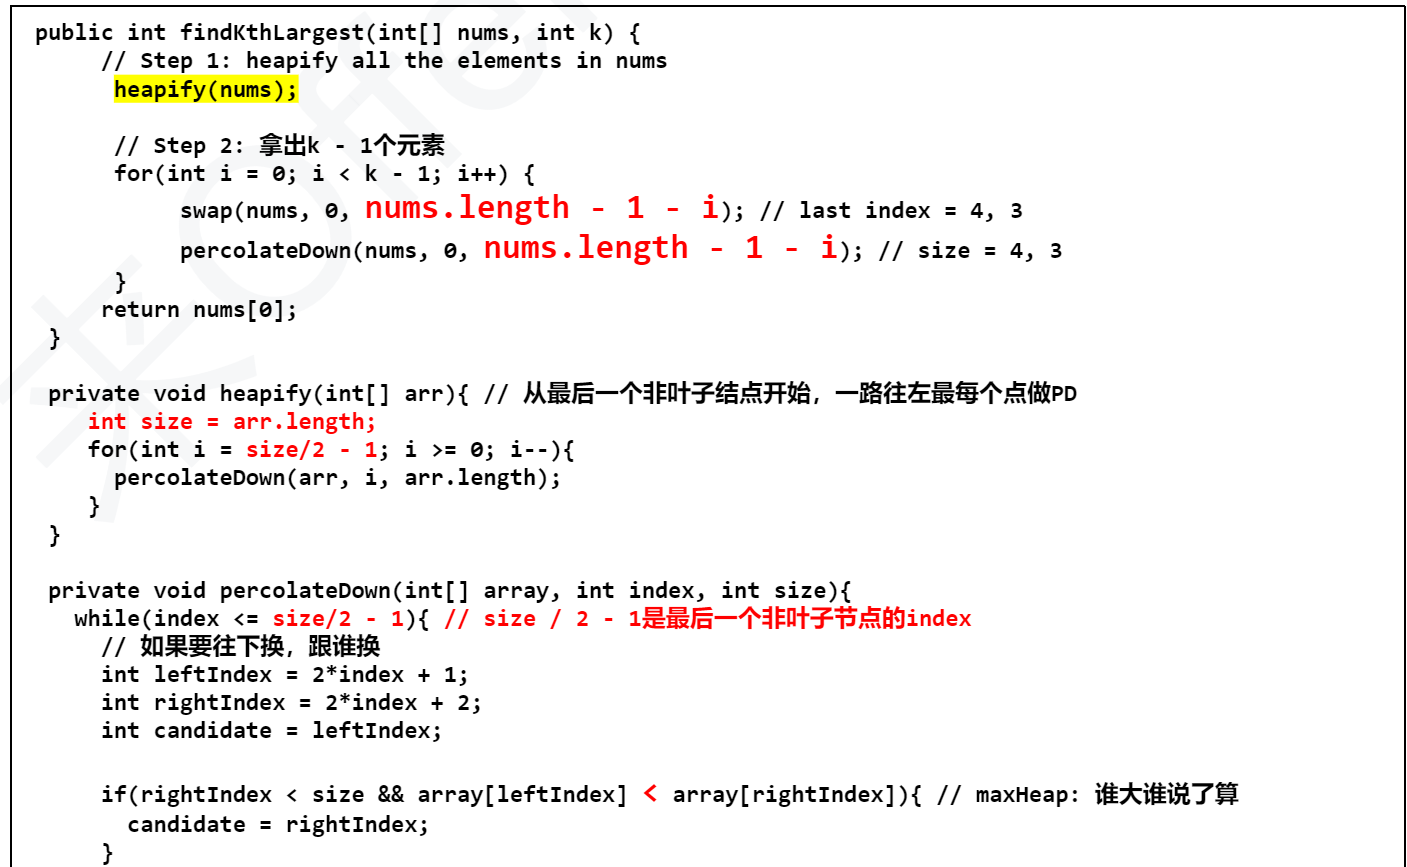 public int findKthLargest(int[] nums, int k) {
// Step 1: heapify all the elements in nums
heapify(nums);
// Step 2: 拿出k - 1个元素
for(int i = 0; i < k - 1; i++) {
swap(nums, 0, nums.length - 1 - i); // last index = 4, 3
percolateDown(nums, 0, nums.length - 1 - i); // size = 4, 3
}
return nums[0];
}
private void heapify(int[] arr){ // 从最后一个非叶子结点开始，一路往左最每个点做PD
int size = arr.length;
for(int i = size/2 - 1; i >= 0; i--){
percolateDown(arr, i, arr.length);
}
}
private void percolateDown(int[] array, int index, int size){
while(index <= size/2 - 1){ // size / 2 - 1是最后一个非叶子节点的index
// 如果要往下换，跟谁换
int leftIndex = 2*index + 1;
int rightIndex = 2*index + 2;
int candidate = leftIndex;
if(rightIndex < size && array[leftIndex] < array[rightIndex]){ // maxHeap: 谁大谁说了算
candidate = rightIndex;
}
来Offer